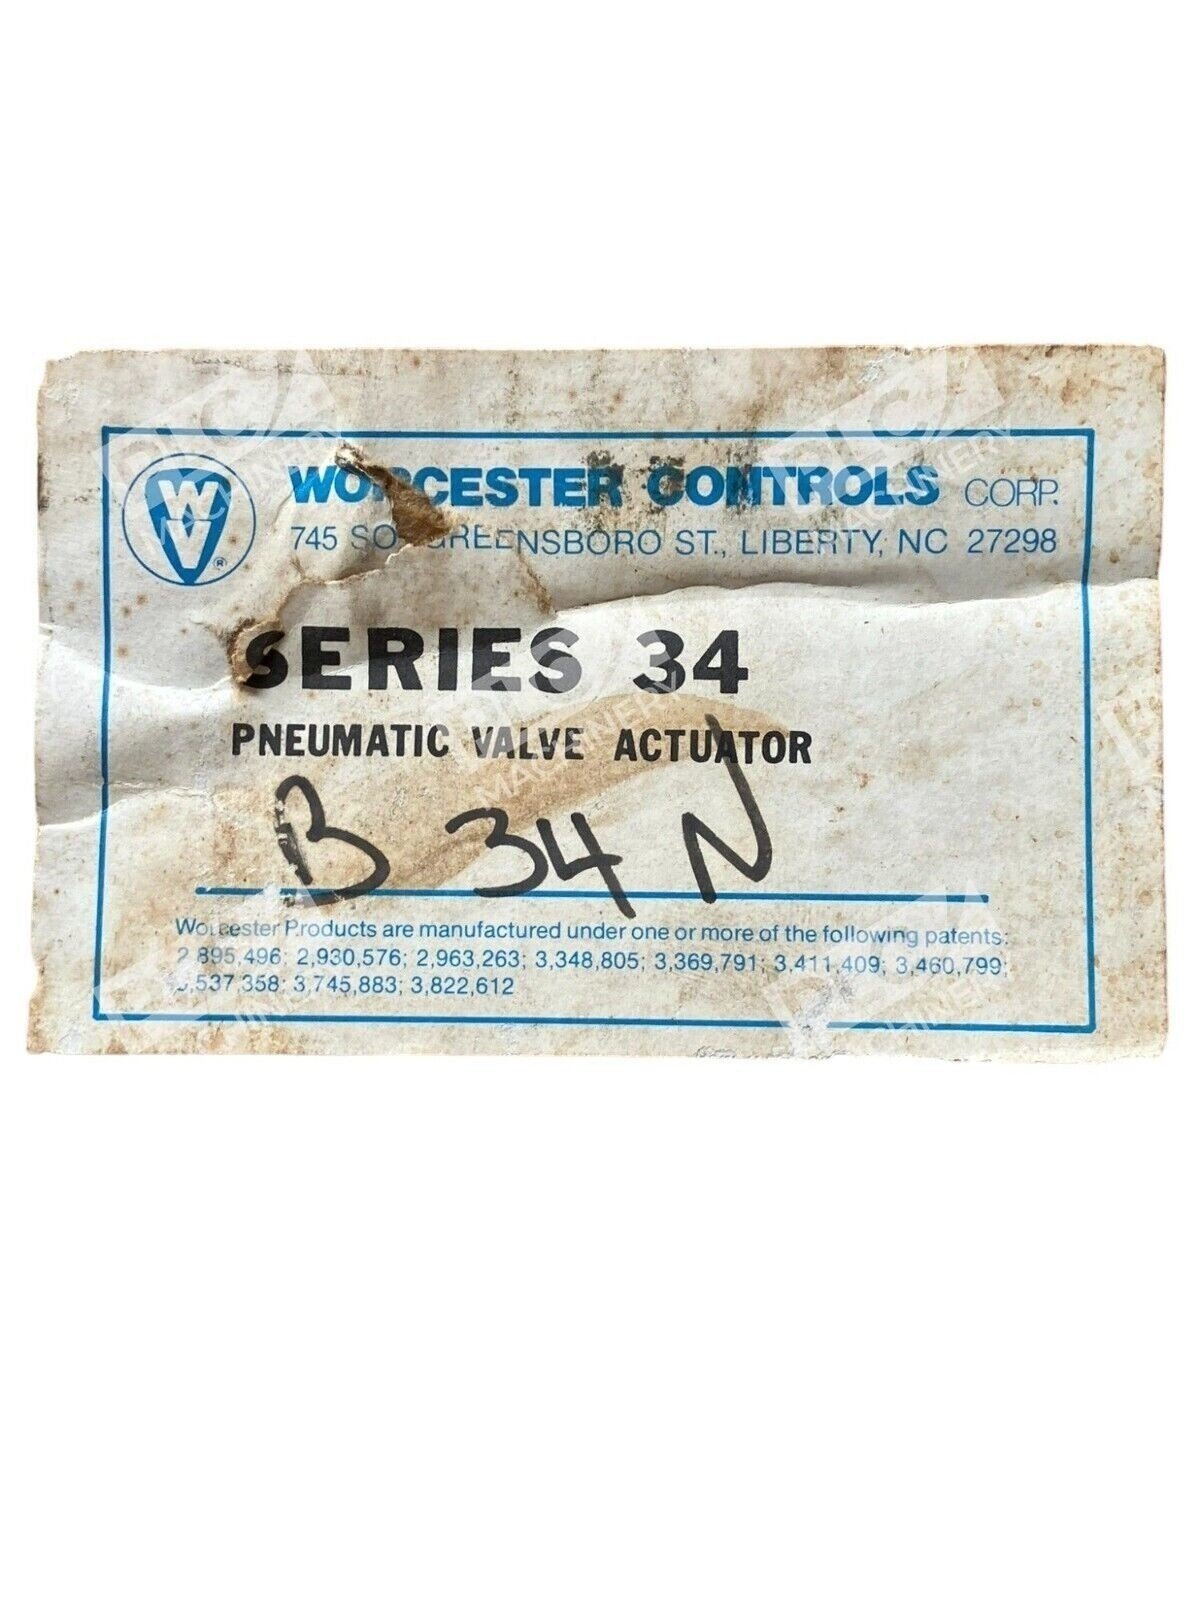 WORCESTER CONTROLS CORP.
745 SO. GREENSBORO ST., LIBERTY, NC 27298
SERIES 34
PNEUMATIC VALVE ACTUATOR
B 34 N
Worcester Products are manufactured under one or more of the following patents:
2,895,496; 2,930,576; 2,963,263; 3,348,805; 3,369,791; 3,411,409; 3,460,799;
3,537,358; 3,745,883; 3,822,612